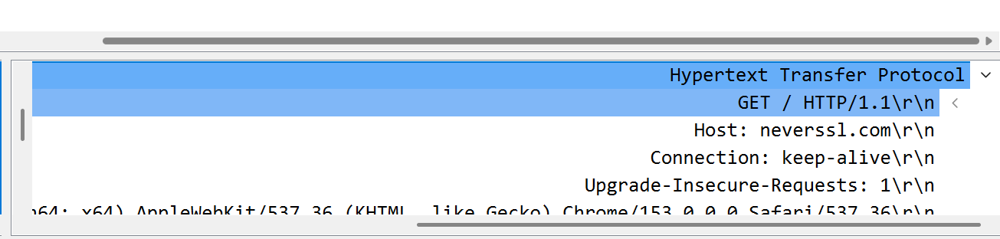 Hypertext Transfer Protocol
GET / HTTP/1.1\r\n
Host: neverssl.com\r\n
Connection: keep-alive\r\n
Upgrade-Insecure-Requests: 1\r\n
x64) AppleWebKit/537.36 (KHTML, like Gecko) Chrome/153.0.0.0 Safari/537.36\r\n